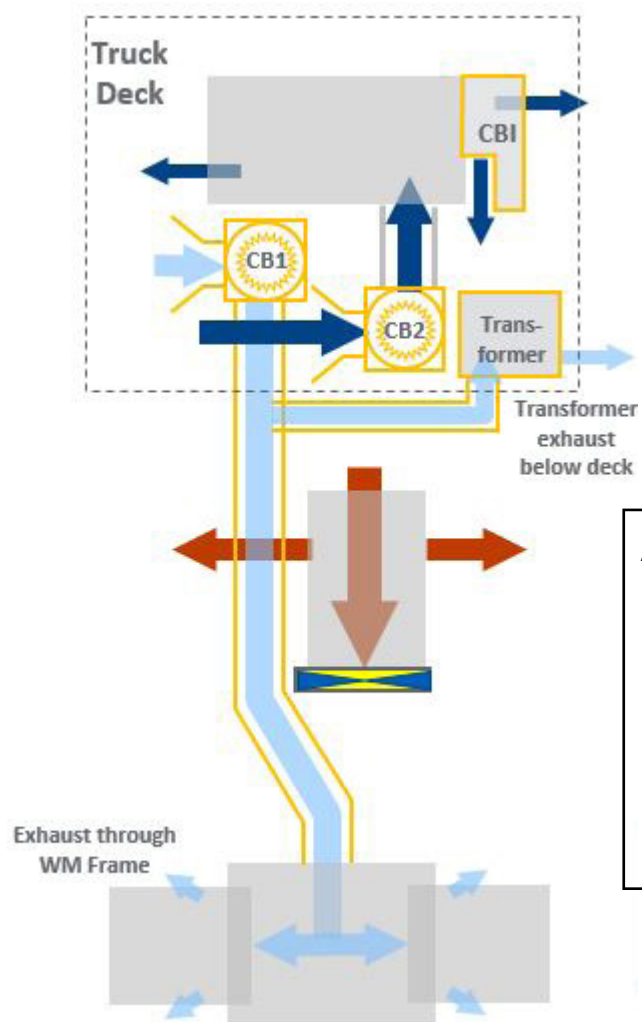 Truck
Deck
CBI
CB1
CB2
Trans-
former
Transformer
exhaust
below deck
Exhaust through
WM Frame